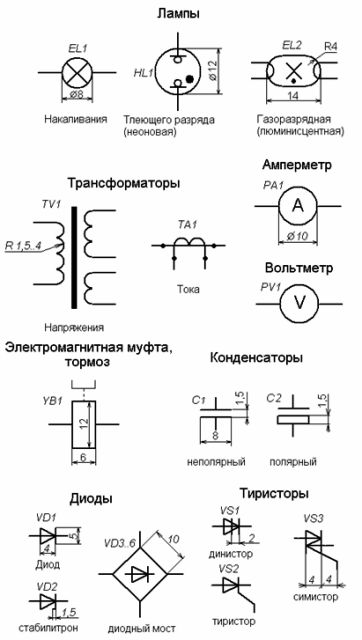 Лампы
EL1
ø8
Накаливания
HL1
ø12
Тлеющего разряда
(неоновая)
EL2
R4
14
Газоразрядная
(люминисцентная)
Трансформаторы
TV1
R 1,5..4
Напряжения
TA1
Тока
Амперметр
PA1
A
ø10
Вольтметр
PV1
V
Электромагнитная муфта,
тормоз
YB1
12
6
Конденсаторы
C1
1,5
8
непопярный
C2
1,5
попярный
Диоды
VD1
5
4
Диод
VD2
1,5
стабипитрон
VD3..6
10
диодный мост
Тиристоры
VS1
2
динистор
VS2
тиристор
VS3
4
4
симистор